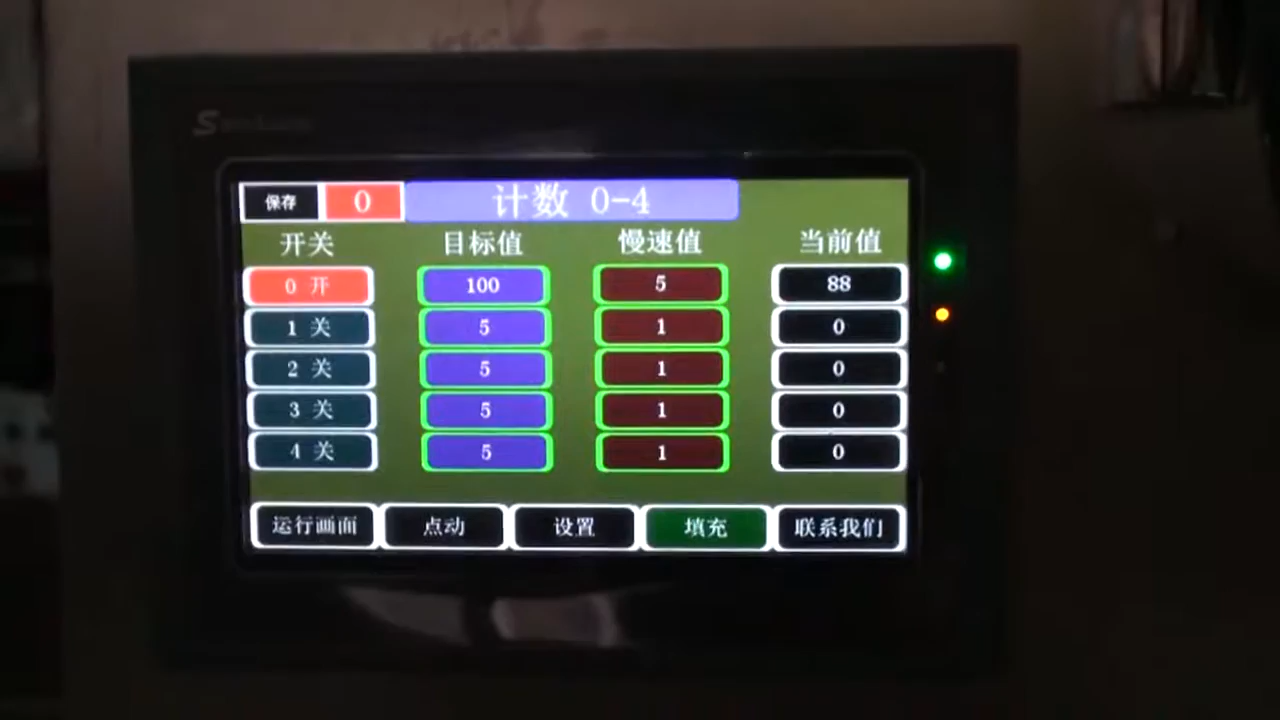 保存 0 计数 0-4
开关 目标值 慢速值 当前值
0 开 100 5 88
1 关 5 1 0
2 关 5 1 0
3 关 5 1 0
4 关 5 1 0
运行画面 点动 设置 填充 联系我们